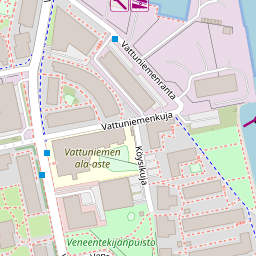 Vattuniemenranta
Vattuniemenkuja
Vattuniemen
ala-aste
Köysikuja
Veneentekijänpuisto